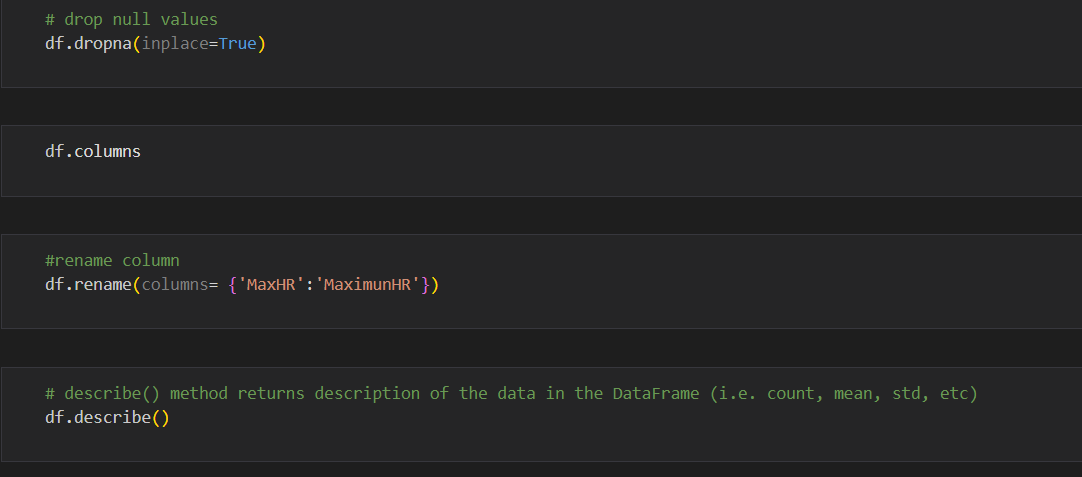 # drop null values
df.dropna(inplace=True)
df.columns
#rename column
df.rename(columns= {'MaxHR':'MaximunHR'})
# describe() method returns description of the data in the DataFrame (i.e. count, mean, std, etc)
df.describe()